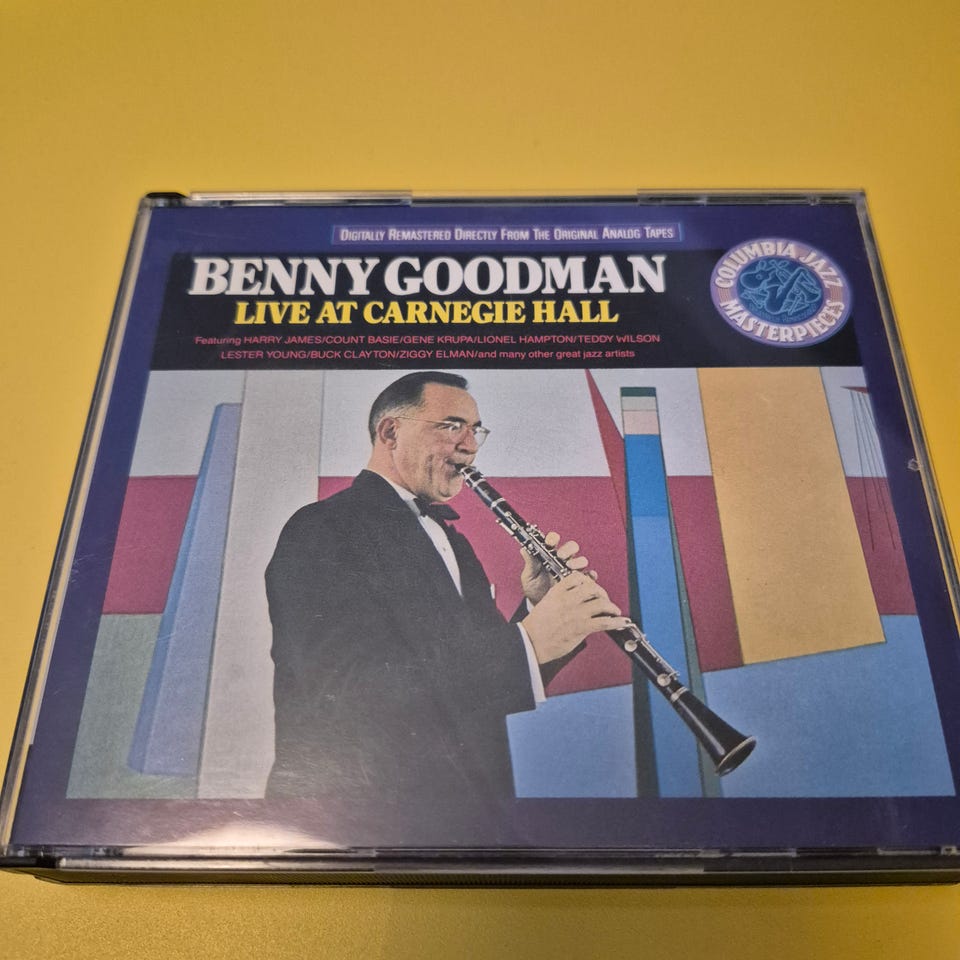 DIGITALLY REMASTERED DIRECTLY FROM THE ORIGINAL ANALOG TAPES
BENNY GOODMAN
LIVE AT CARNEGIE HALL
Featuring HARRY JAMES/COUNT BASIE/GENE KRUPA/LIONEL HAMPTON/TEDDY WILSON
LESTER YOUNG/BUCK CLAYTON/ZIGGY ELMAN/and many other great jazz artists
COLUMBIA JAZZ
MASTERPIECES